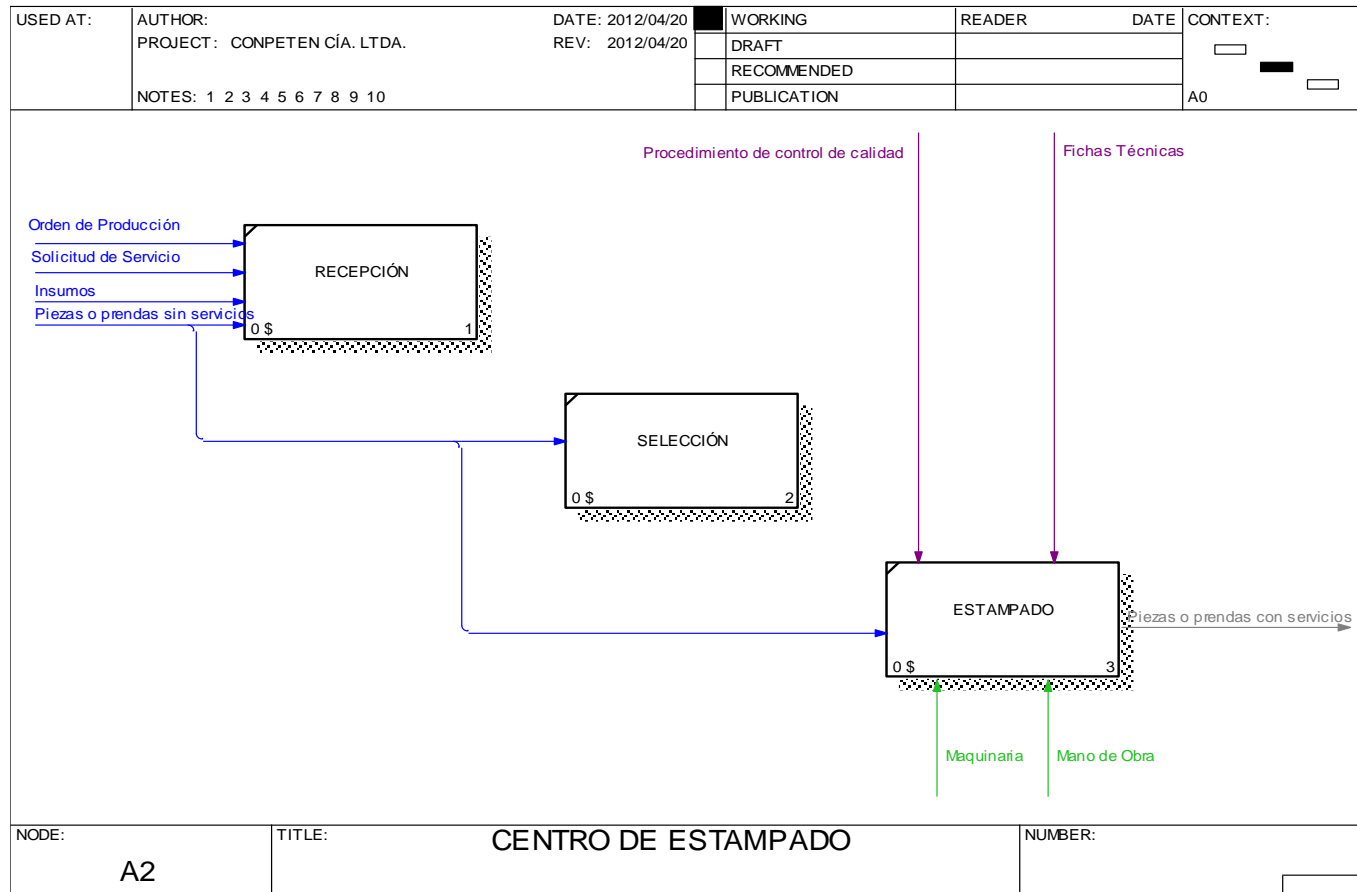 USED AT:
AUTHOR:
DATE: 2012/04/20
WORKING
READER
DATE
CONTEXT:
PROJECT: CONPETEN CÍA. LTDA.
REV: 2012/04/20
DRAFT
RECOMMENDED
NOTES: 1 2 3 4 5 6 7 8 9 10
PUBLICATION
A0
Procedimiento de control de calidad
Fichas Técnicas
Orden de Producción
Solicitud de Servicio
Insumos
Piezas o prendas sin servicios
RECEPCIÓN
0 $
1
SELECCIÓN
0 $
2
ESTAMPADO
0 $
3
Piezas o prendas con servicios
Maquinaria
Mano de Obra
NODE:
A2
TITLE:
CENTRO DE ESTAMPADO
NUMBER: